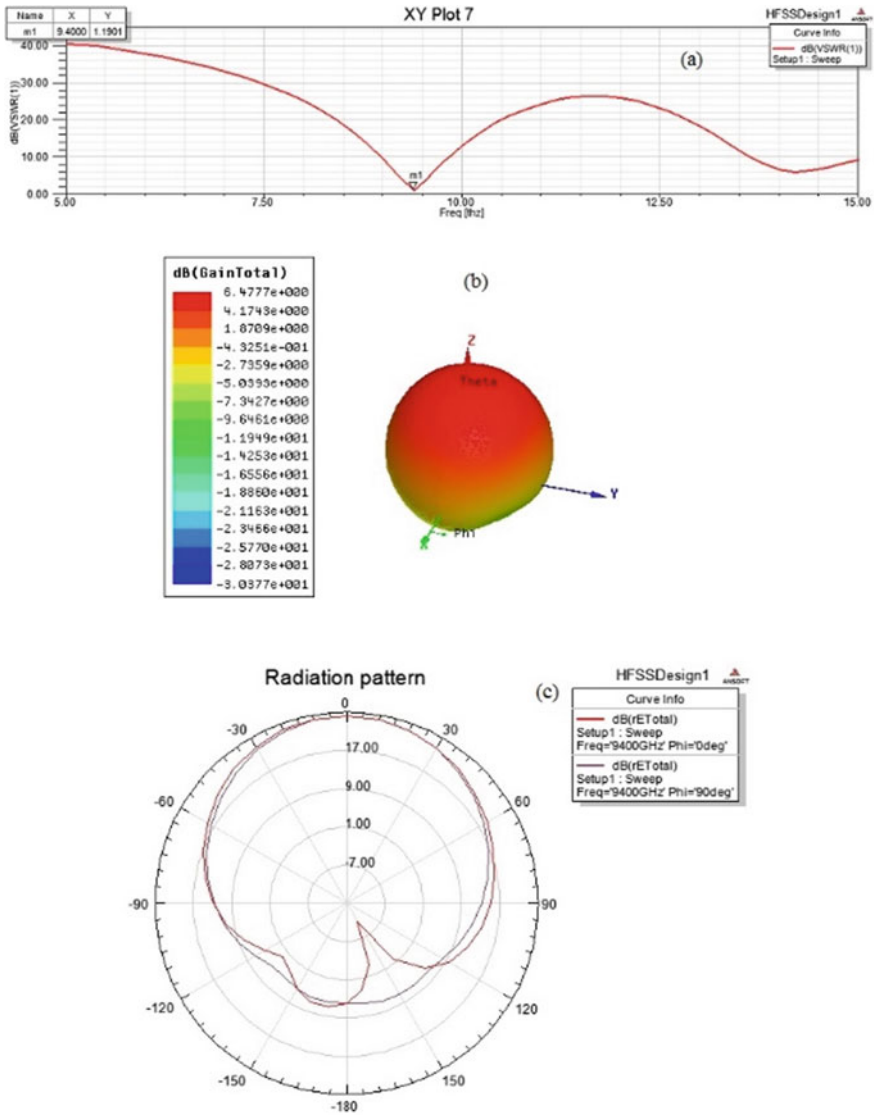 XY Plot 7
HFSSDesign1
ANSOFT
Name X Y
m1 9.4000 1.1901
Curve Info
dB(VSWR(1))
Setup1 : Sweep
(a)
dB(VSWR(1))
40.00
30.00
20.00
10.00
0.00
m1
5.00 7.50 10.00 12.50 15.00
Freq [thz]
(b)
dB(GainTotal)
6.4777e+000
4.1743e+000
1.8709e+000
-4.3251e-001
-2.7359e+000
-5.0393e+000
-7.3427e+000
-9.6461e+000
-1.1949e+001
-1.4253e+001
-1.6556e+001
-1.8860e+001
-2.1163e+001
-2.3466e+001
-2.5770e+001
-2.8073e+001
-3.0377e+001
Z
Theta
Y
X
Phi
Radiation pattern
HFSSDesign1
ANSOFT
(c)
Curve Info
dB(rETotal)
Setup1 : Sweep
Freq='9400GHz' Phi='0deg'
dB(rETotal)
Setup1 : Sweep
Freq='9400GHz' Phi='90deg'
0
-30 30
17.00
-60 60
9.00
1.00
-7.00
-90 90
-120 120
-150 150
-180